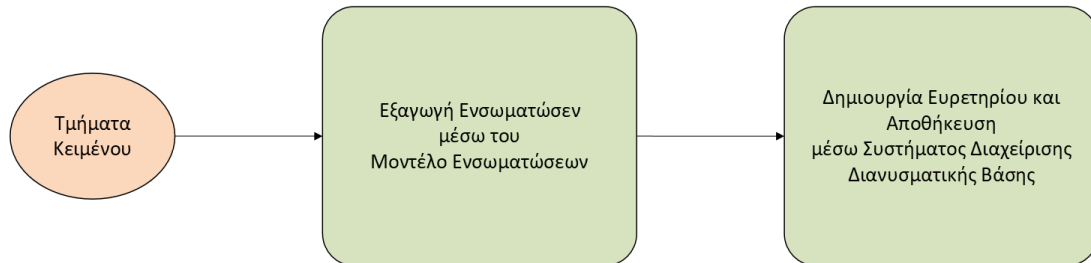 Τμήματα
Κειμένου
Εξαγωγή Ενσωματώσεν
μέσω του
Μοντέλο Ενσωματώσεων
Δημιουργία Ευρετηρίου και
Αποθήκευση
μέσω Συστήματος Διαχείρισης
Διανυσματικής Βάσης